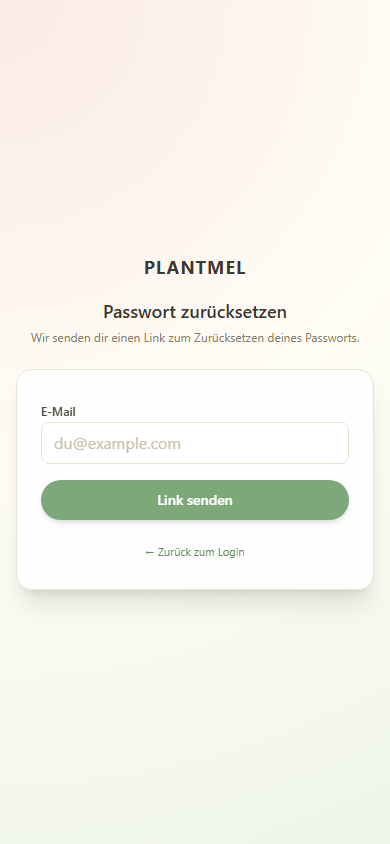 PLANTMEL
Passwort zurücksetzen
Wir senden dir einen Link zum Zurücksetzen deines Passworts.
E-Mail
du@example.com
Link senden
← Zurück zum Login